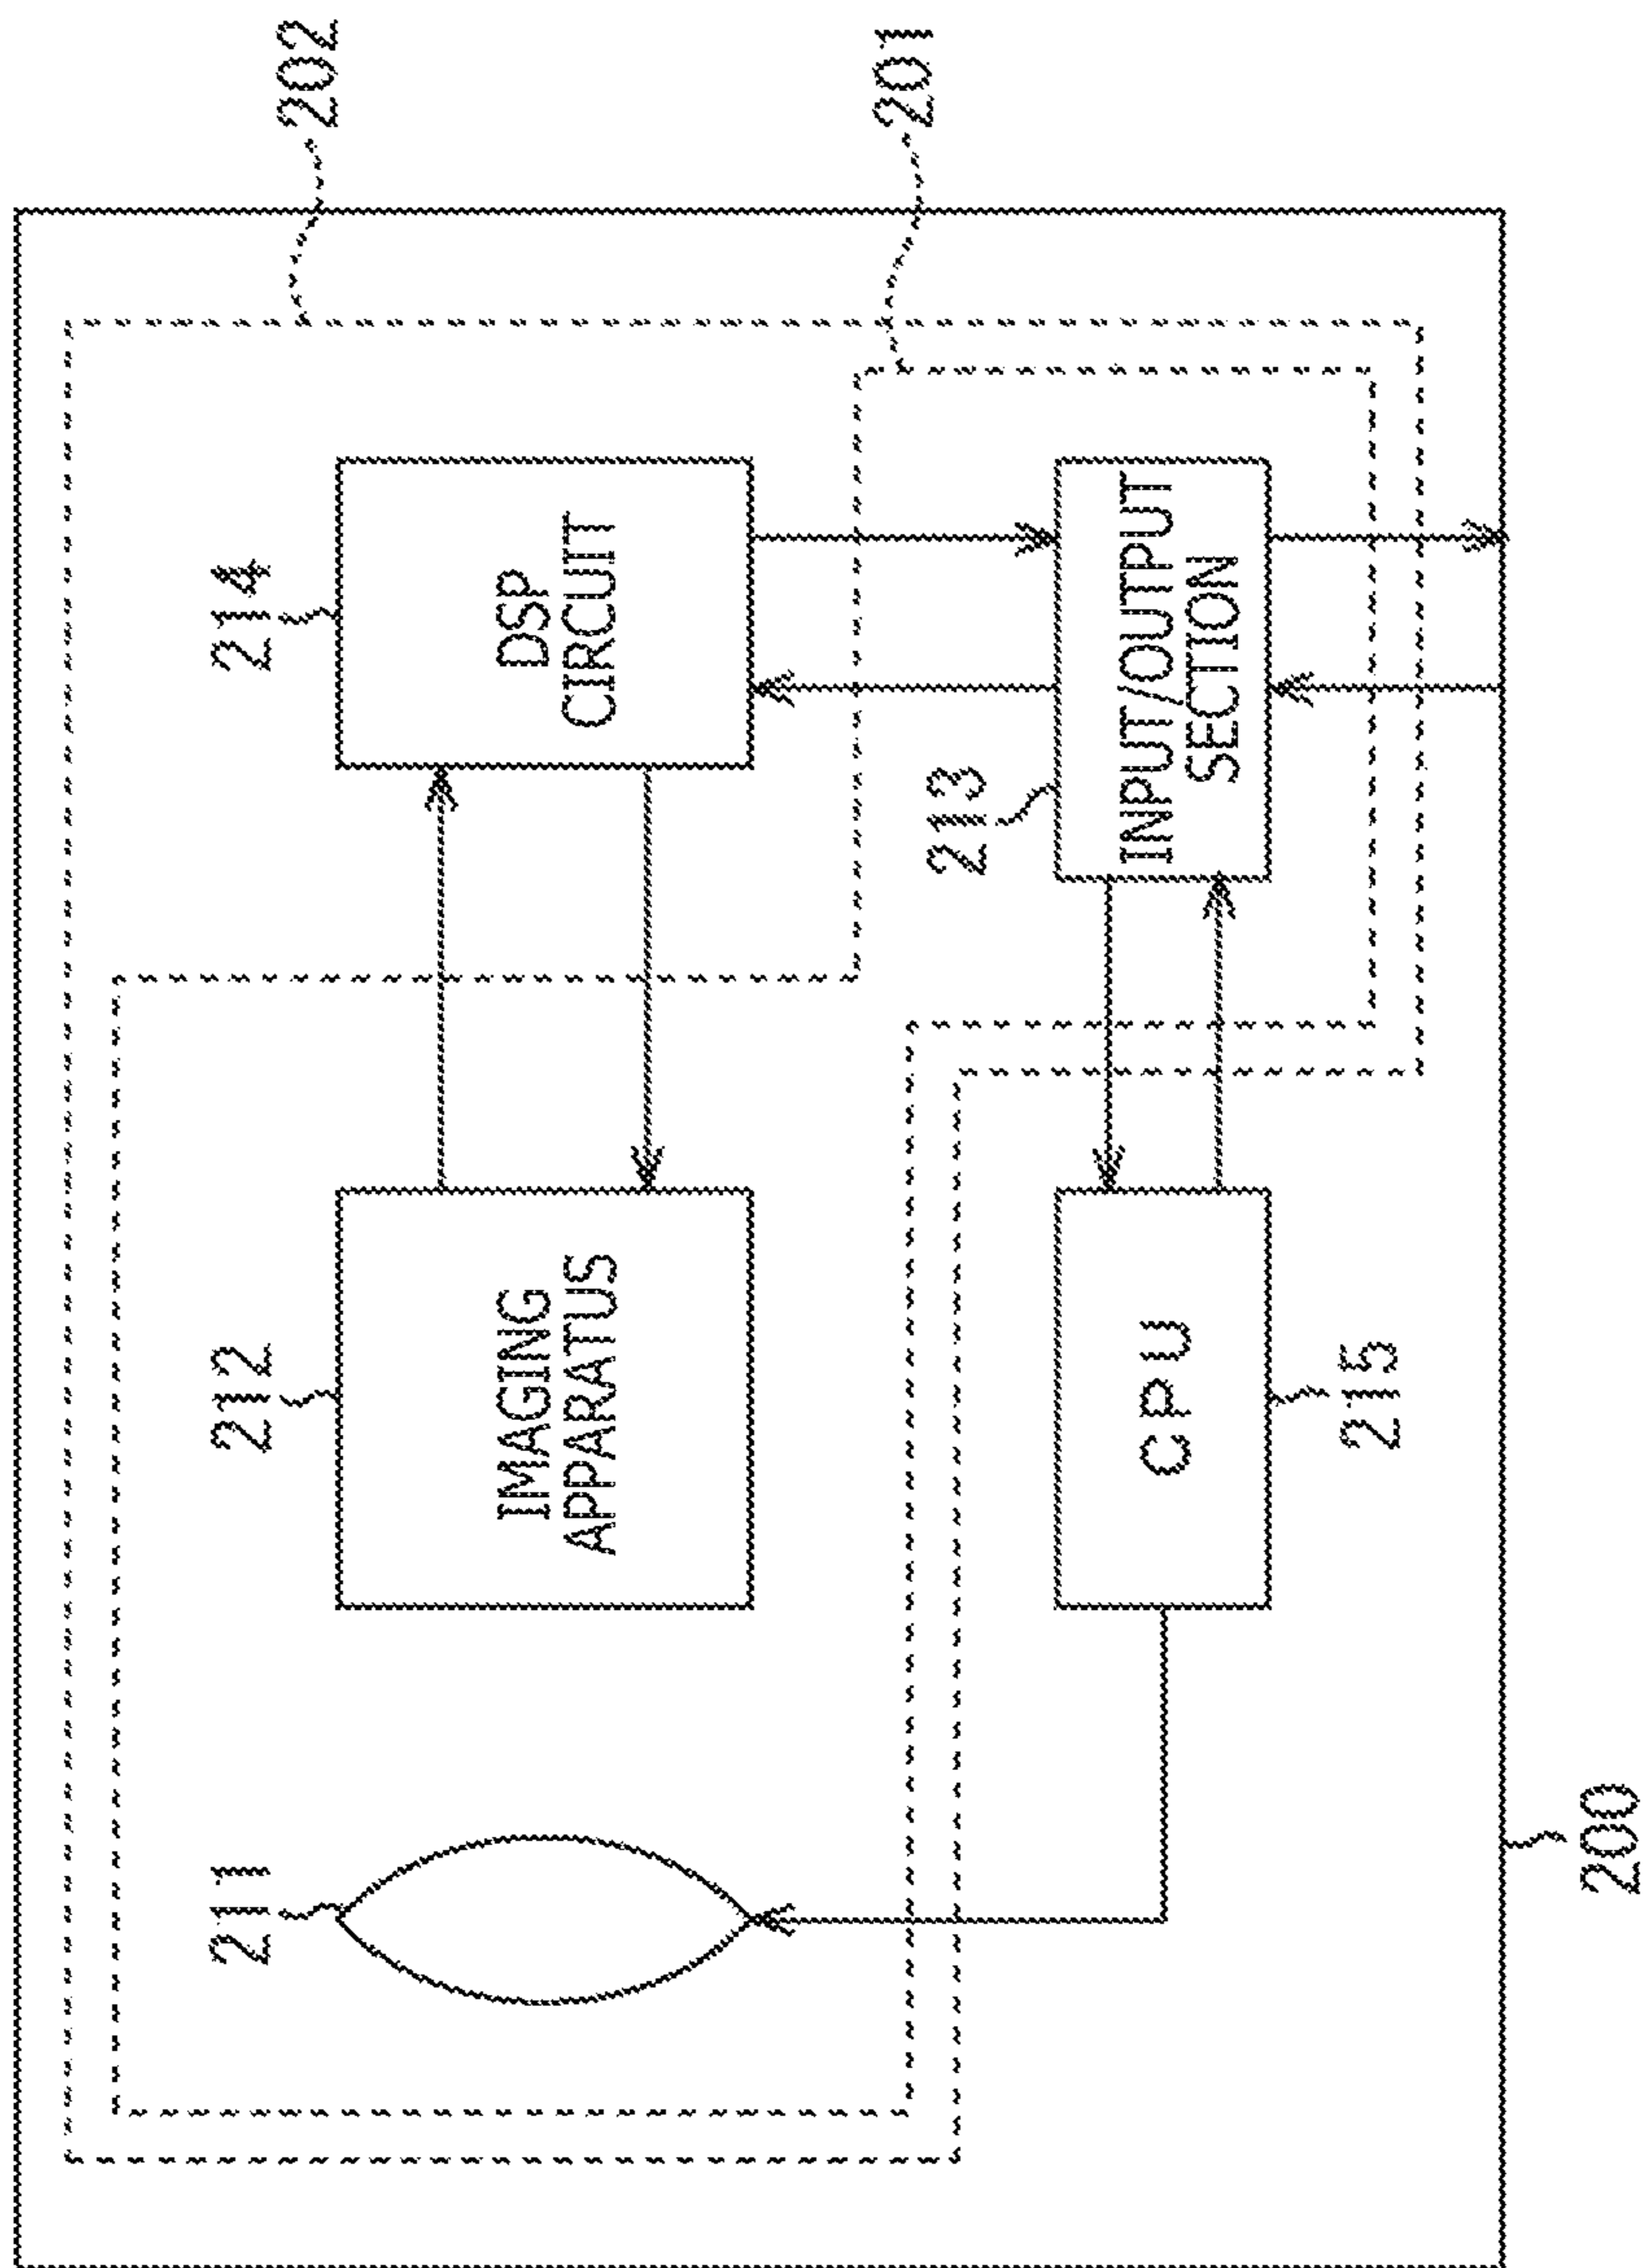 202
201
211
212
214
IMAGING
APPARATUS
DSP
CIRCUIT
213
CPU
INPUT/OUTPUT
SECTION
215
200